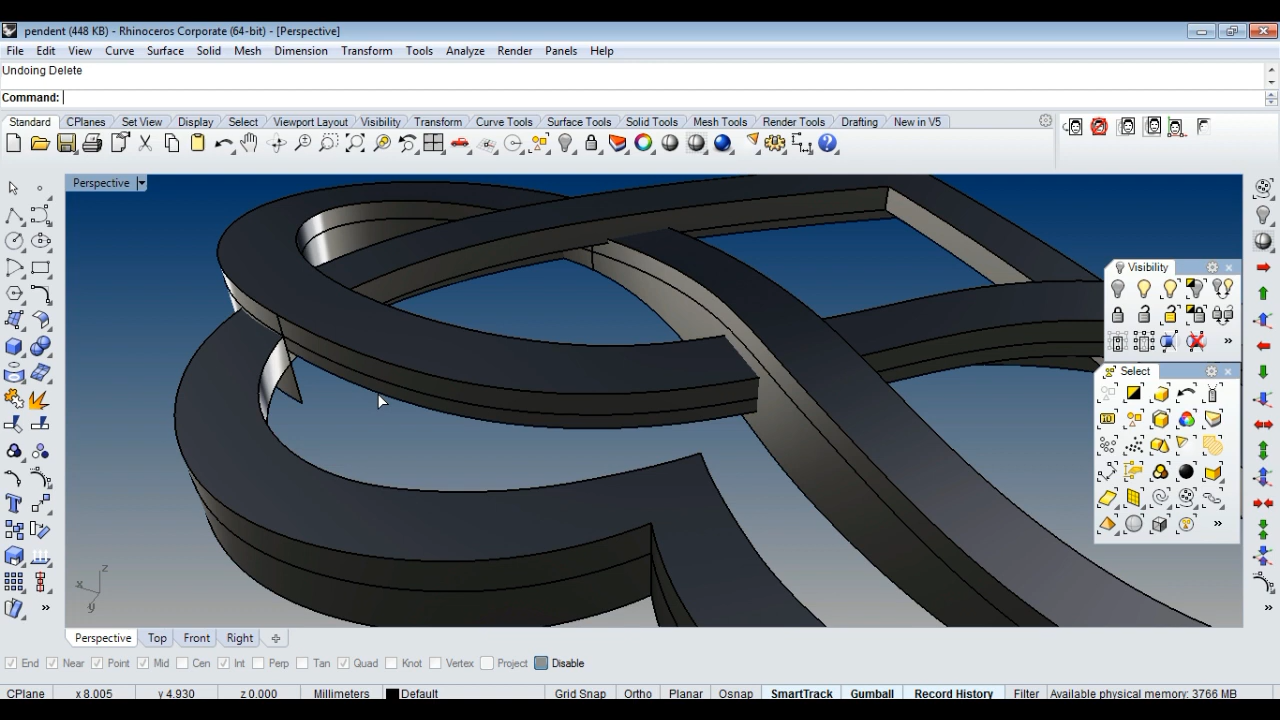 pendent (448 KB) - Rhinoceros Corporate (64-bit) - [Perspective]
File Edit View Curve Surface Solid Mesh Dimension Transform Tools Analyze Render Panels Help
Undoing Delete
Command:
Standard CPlanes Set View Display Select Viewport Layout Visibility Transform Curve Tools Surface Tools Solid Tools Mesh Tools Render Tools Drafting New in V5
Perspective
Visibility
Select
z
x
y
Perspective Top Front Right
End Near Point Mid Cen Int Perp Tan Quad Knot Vertex Project Disable
CPlane x 8.005 y 4.930 z 0.000 Millimeters Default Grid Snap Ortho Planar Osnap SmartTrack Gumball Record History Filter Available physical memory: 3766 MB